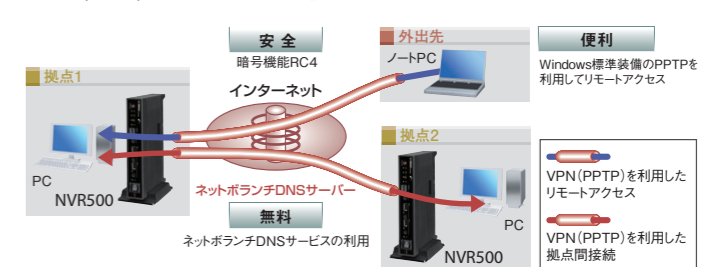 安全
暗号機能RC4
外出先
ノートPC
便利
Windows標準装備のPPTPを
利用してリモートアクセス
拠点1
PC
NVR500
インターネット
ネットボランチDNSサーバー
無料
ネットボランチDNSサービスの利用
拠点2
PC
NVR500
VPN（PPTP）を利用した
リモートアクセス
VPN（PPTP）を利用した
拠点間接続